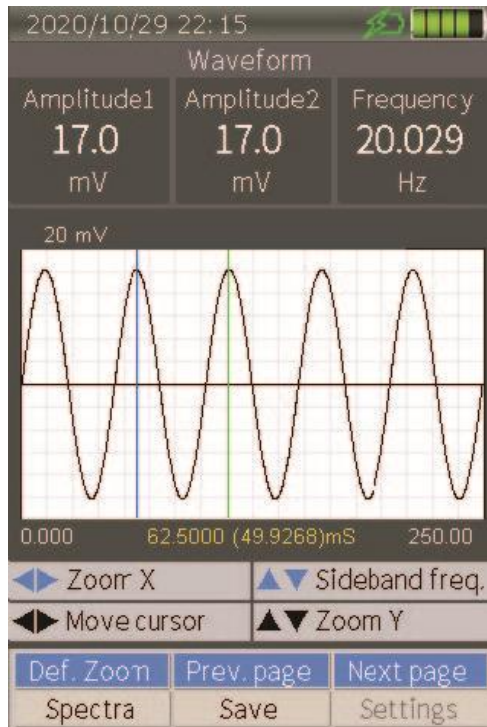 2020/10/29 22:15
Waveform
Amplitude1 Amplitude2 Frequency
17.0 17.0 20.029
mV mV Hz
20 mV
0.000 62.5000 (49.9268)mS 250.00
Zoom X Sideband freq.
Move cursor Zoom Y
Def. Zoom Prev. page Next page
Spectra Save Settings